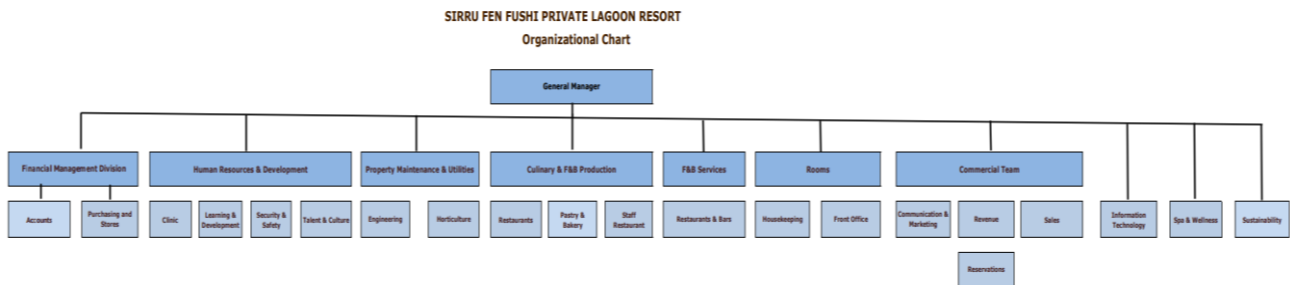 SIRRU FEN FUSHI PRIVATE LAGOON RESORT
Organizational Chart
General Manager
Financial Management Division
Human Resources & Development
Property Maintenance & Utilities
Culinary & F&B Production
F&B Services
Rooms
Commercial Team
Accounts
Purchasing and
Stores
Clinic
Learning &
Development
Security &
Safety
Talent & Culture
Engineering
Horticulture
Restaurants
Pastry &
Bakery
Staff
Restaurant
Restaurants & Bars
Housekeeping
Front Office
Communication &
Marketing
Revenue
Sales
Information
Technology
Spa & Wellness
Sustainability
Reservations